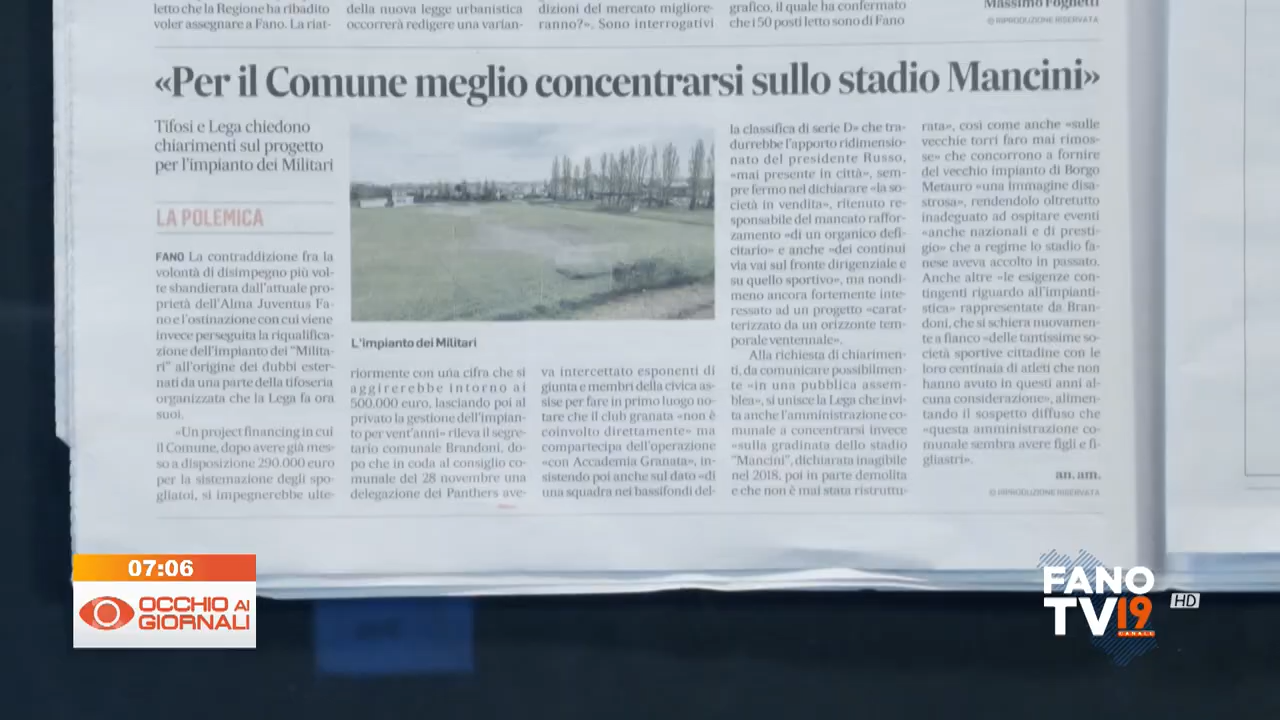 letto che la Regione ha ribadito
voler assegnare a Fano. La riat-
della nuova legge urbanistica
occorrerà redigere una varian-
dizioni del mercato migliore-
ranno?». Sono interrogativi
grafico, il quale ha confermato
che i 50 posti letto sono di Fano
Massimo Foghetti
© RIPRODUZIONE RISERVATA
«Per il Comune meglio concentrarsi sullo stadio Mancini»
Tifosi e Lega chiedono
chiarimenti sul progetto
per l'impianto dei Militari
LA POLEMICA
FANO La contraddizione fra la
volontà di disimpegno più vol-
te sbandierata dall'attuale pro-
prietà dell'Alma Juventus Fa-
no e l'ostinazione con cui viene
invece perseguita la riqualifica-
zione dell'impianto dei "Milita-
ri" all'origine dei dubbi ester-
nati da una parte della tifoseria
organizzata che la Lega fa ora
suoi.
«Un project financing in cui
il Comune, dopo avere già mes-
so a disposizione 290.000 euro
per la sistemazione degli spo-
gliatoi, si impegnerebbe ulte-
L'impianto dei Militari
riormente con una cifra che si
aggirerebbe intorno ai
500.000 euro, lasciando poi al
privato la gestione dell'impian-
to per vent'anni» rileva il segre-
tario comunale Brandoni, do-
po che in coda al consiglio co-
munale del 28 novembre una
delegazione dei Panthers ave-
va intercettato esponenti di
giunta e membri della civica as-
sise per fare in primo luogo no-
tare che il club granata «non è
coinvolto direttamente» ma
compartecipa dell'operazione
«con Accademia Granata», in-
sistendo poi anche sul dato «di
una squadra nei bassifondi del-
la classifica di serie D» che tra-
durrebbe l'apporto ridimensio-
nato del presidente Russo,
«mai presente in città», sem-
pre fermo nel dichiarare «la so-
cietà in vendita», ritenuto re-
sponsabile del mancato raffor-
zamento «di un organico defi-
citario» e anche «dei continui
via vai sul fronte dirigenziale e
su quello sportivo», ma nondi-
meno ancora fortemente inte-
ressato ad un progetto «carat-
terizzato da un orizzonte tem-
porale ventennale».
Alla richiesta di chiarimen-
ti, da comunicare possibilmen-
te «in una pubblica assem-
blea», si unisce la Lega che invi-
ta anche l'amministrazione co-
munale a concentrarsi invece
«sulla gradinata dello stadio
"Mancini", dichiarata inagibile
nel 2018, poi in parte demolita
e che non è mai stata ristruttu-
rata», così come anche «sulle
vecchie torri faro mai rimos-
se» che concorrono a fornire
del vecchio impianto di Borgo
Metauro «una immagine disa-
strosa», rendendolo oltretutto
inadeguato ad ospitare eventi
«anche nazionali e di presti-
gio» che a regime lo stadio fa-
nese aveva accolto in passato.
Anche altre «le esigenze con-
tingenti riguardo all'impianti-
stica» rappresentate da Bran-
doni, che si schiera nuovamen-
te a fianco «delle tantissime so-
cietà sportive cittadine con le
loro centinaia di atleti che non
hanno avuto in questi anni al-
cuna considerazione», alimen-
tando il sospetto diffuso che
«questa amministrazione co-
munale sembra avere figli e fi-
gliastri».
an. am.
© RIPRODUZIONE RISERVATA
07:06
OCCHIO AI
GIORNALI
FANO
TV19
CANALE
HD